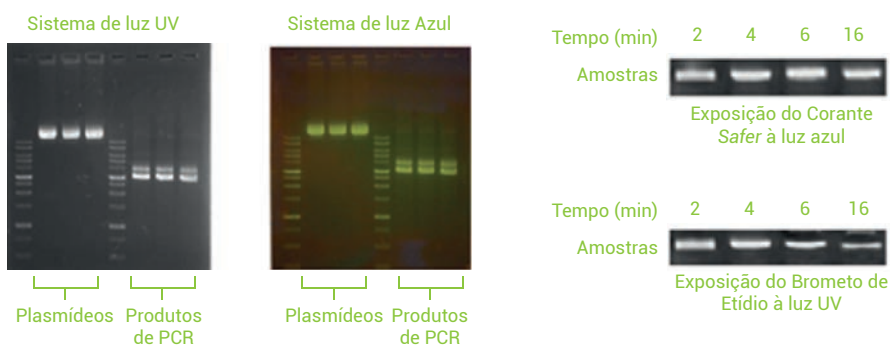 Sistema de luz UV
Plasmídeos
Produtos
de PCR
Sistema de luz Azul
Plasmídeos
Produtos
de PCR
Tempo (min) 2 4 6 16
Amostras
Exposição do Corante
Safer à luz azul
Tempo (min) 2 4 6 16
Amostras
Exposição do Brometo de
Etídio à luz UV